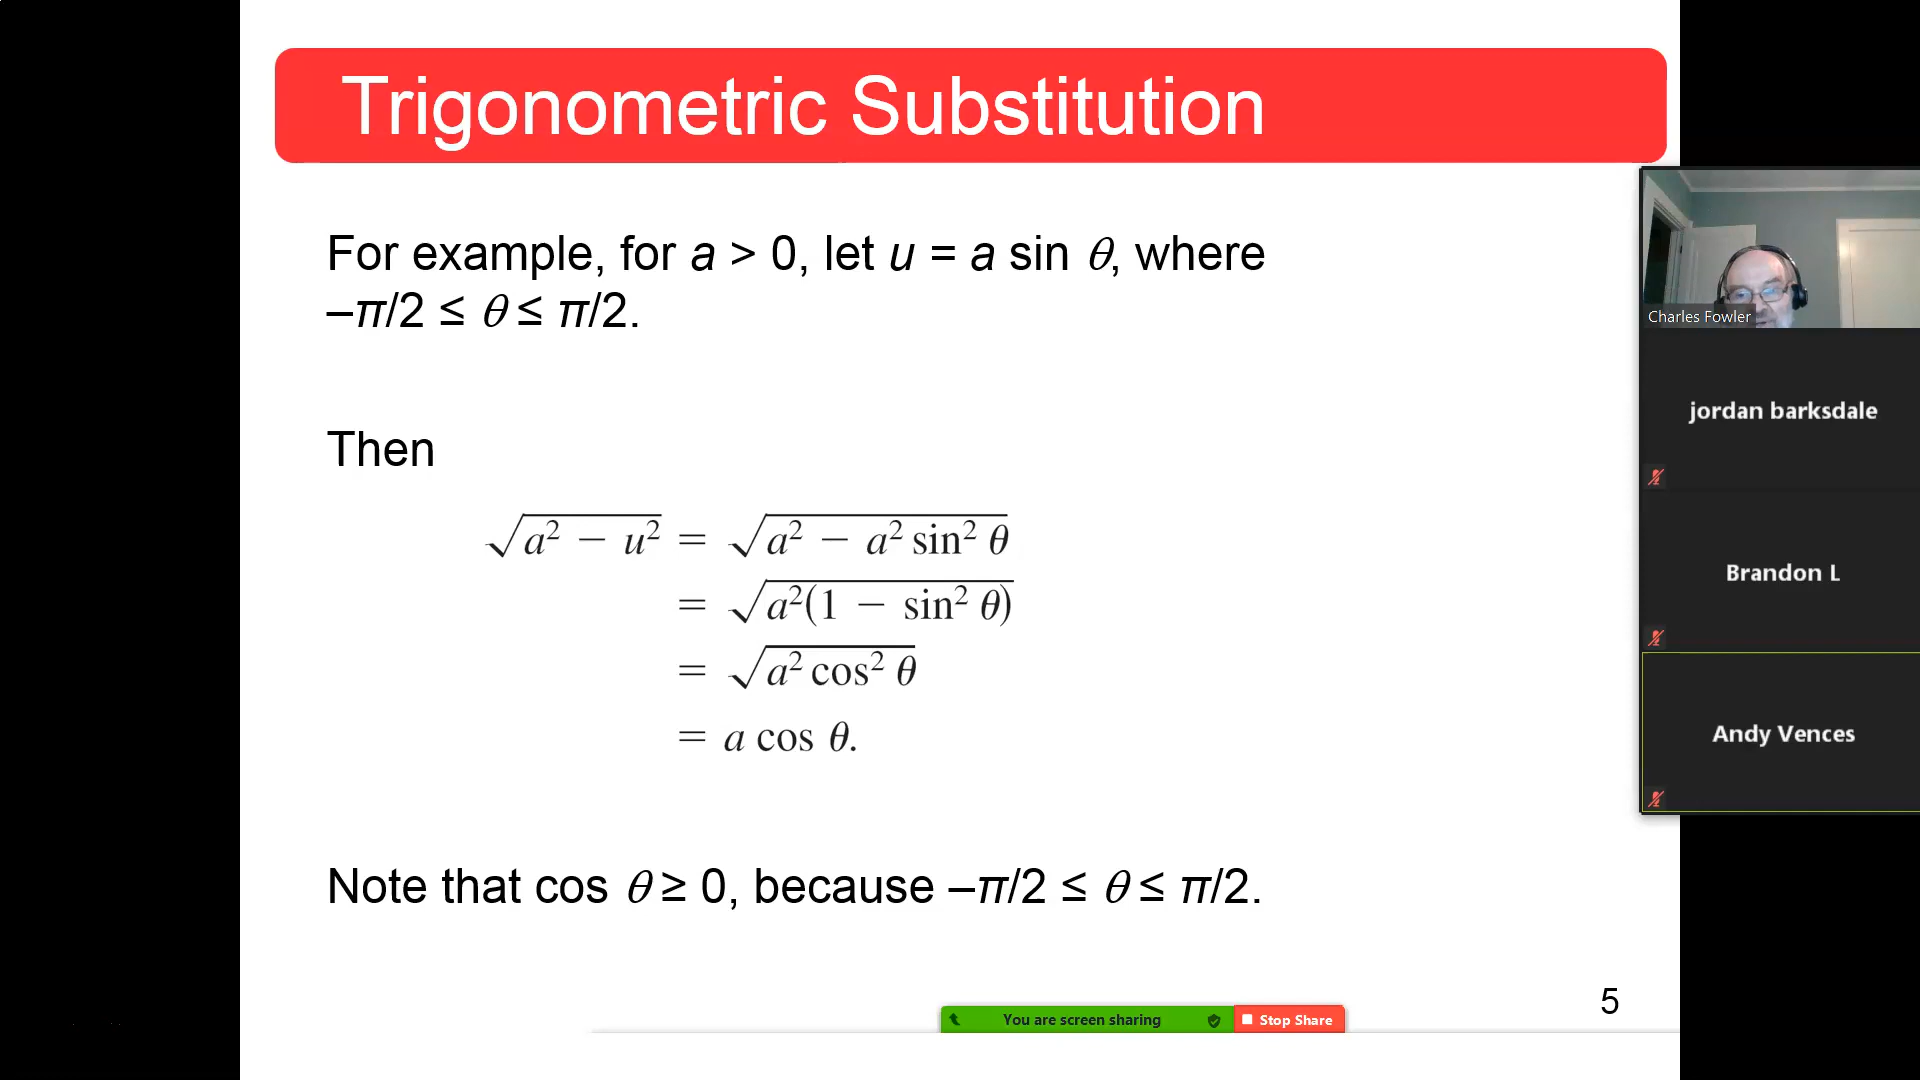 Trigonometric Substitution
For example, for a > 0, let u = a sin θ, where
–π/2 ≤ θ ≤ π/2.
Then
√(a² − u²) = √(a² − a² sin² θ)
= √(a²(1 − sin² θ))
= √(a² cos² θ)
= a cos θ.
Note that cos θ ≥ 0, because –π/2 ≤ θ ≤ π/2.
5
You are screen sharing
Stop Share
Charles Fowler
jordan barksdale
Brandon L
Andy Vences